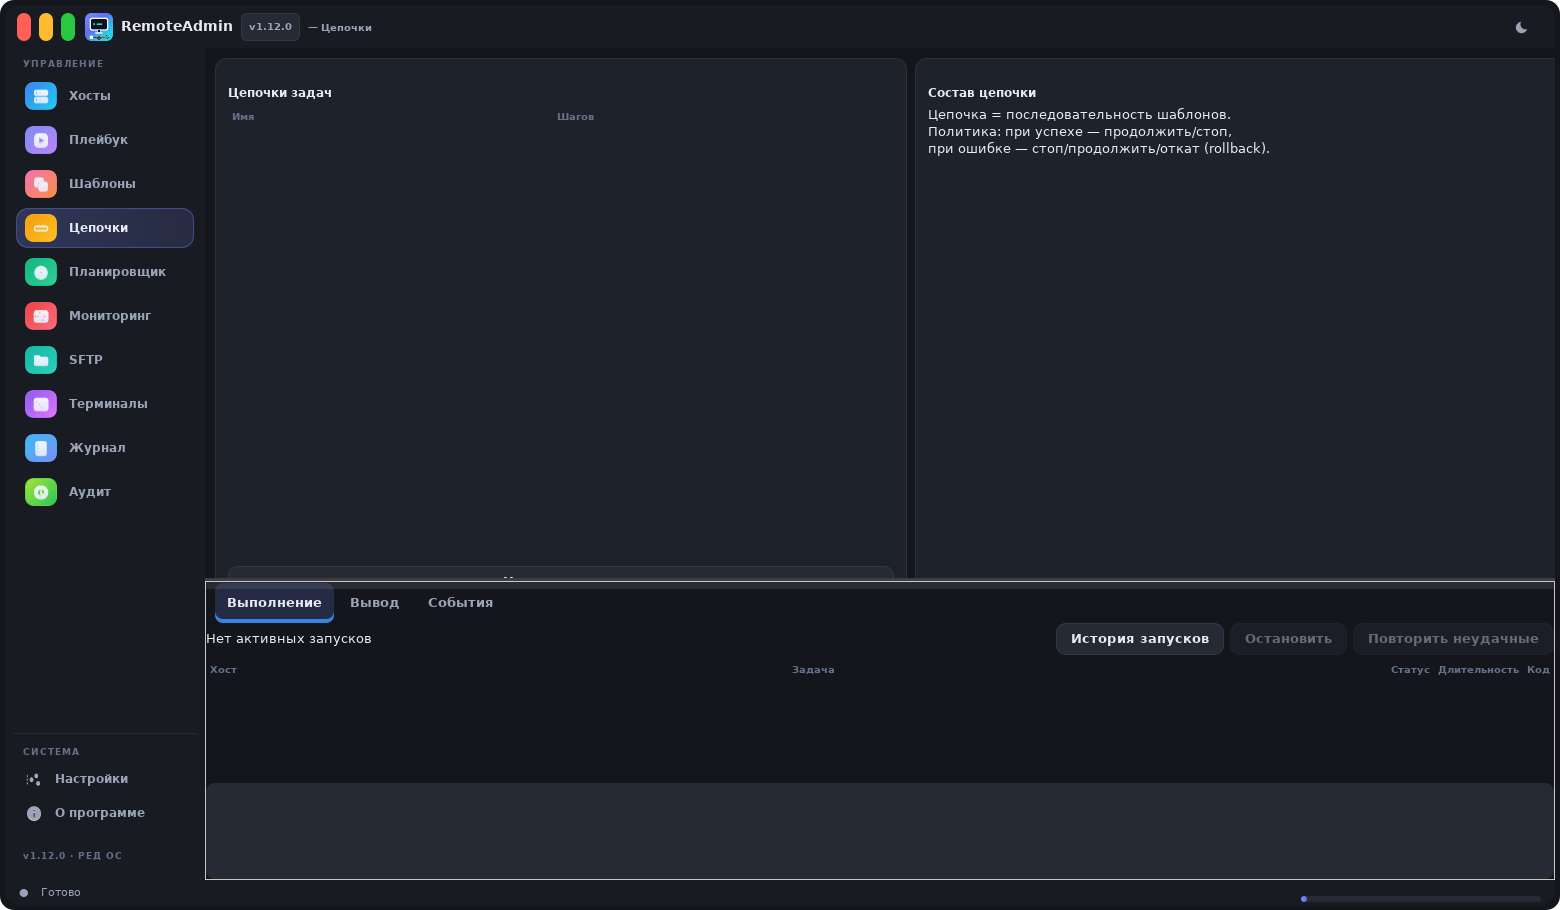 RemoteAdmin v1.12.0 — Цепочки
УПРАВЛЕНИЕ
Хосты
Плейбук
Шаблоны
Цепочки
Планировщик
Мониторинг
SFTP
Терминалы
Журнал
Аудит
СИСТЕМА
Настройки
О программе
v1.12.0 · РЕД ОС
Готово
Цепочки задач
Имя Шагов
Состав цепочки
Цепочка = последовательность шаблонов.
Политика: при успехе — продолжить/стоп,
при ошибке — стоп/продолжить/откат (rollback).
Выполнение Вывод События
Нет активных запусков История запусков Остановить Повторить неудачные
Хост Задача Статус Длительность Код